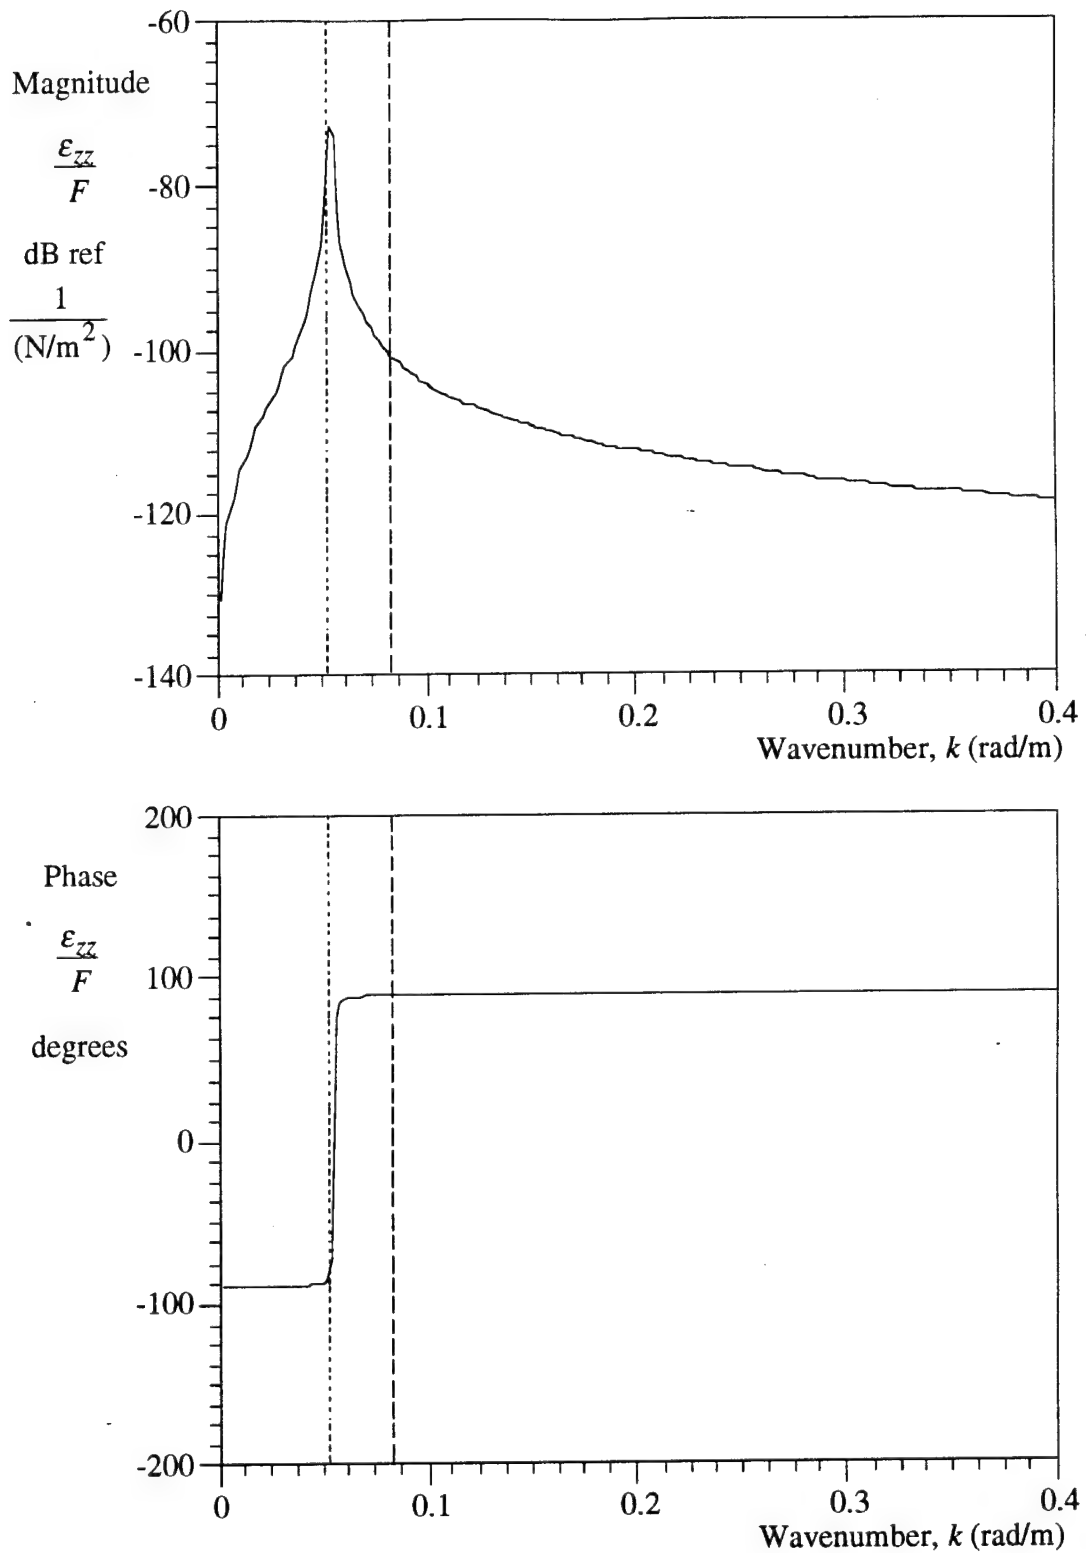 Magnitude
ε_zz
F
dB ref
1
(N/m²)
-60
-80
-100
-120
-140
0
0.1
0.2
0.3
0.4
Wavenumber, k (rad/m)
Phase
ε_zz
F
degrees
200
100
0
-100
-200
0
0.1
0.2
0.3
0.4
Wavenumber, k (rad/m)